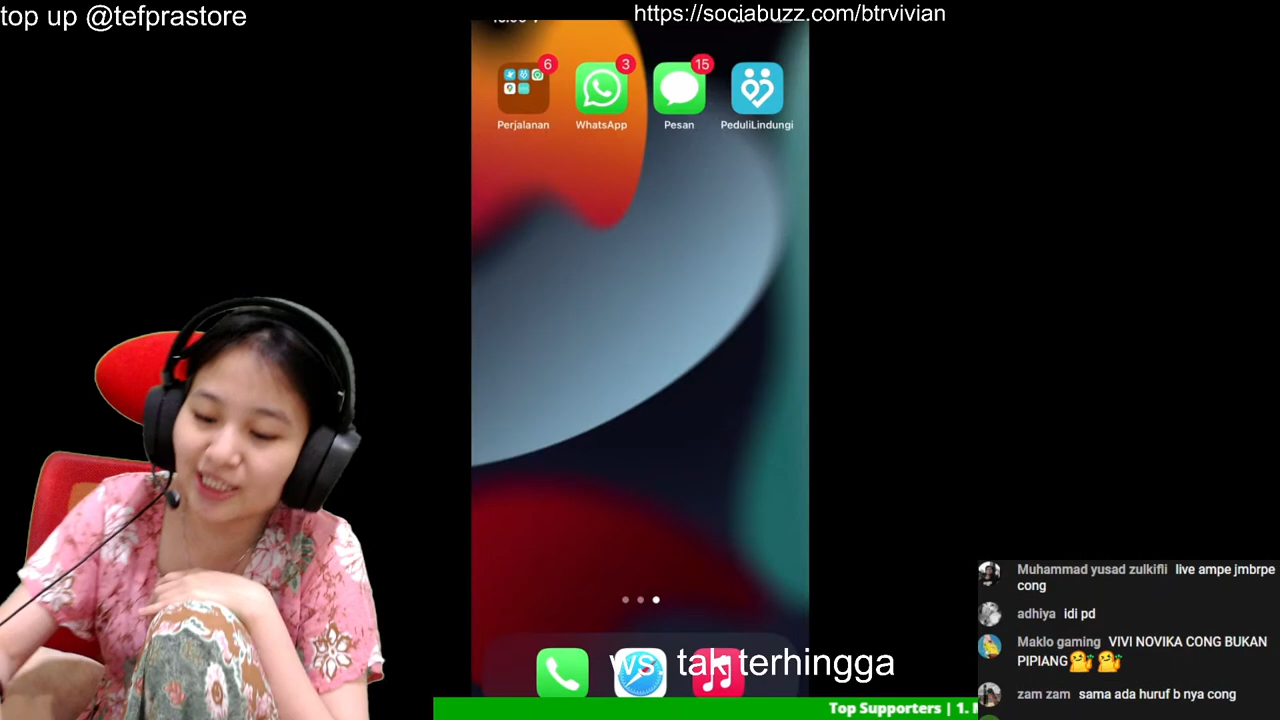 top up @tefprastore
https://sociabuzz.com/btrvivian
6
3
15
Perjalanan
WhatsApp
Pesan
PeduliLindungi
ws tak terhingga
Top Supporters | 1.
Muhammad yusad zulkifli live ampe jmbrpe
cong
adhiya idi pd
Maklo gaming VIVI NOVIKA CONG BUKAN
PIPIANG
zam zam sama ada huruf b nya cong